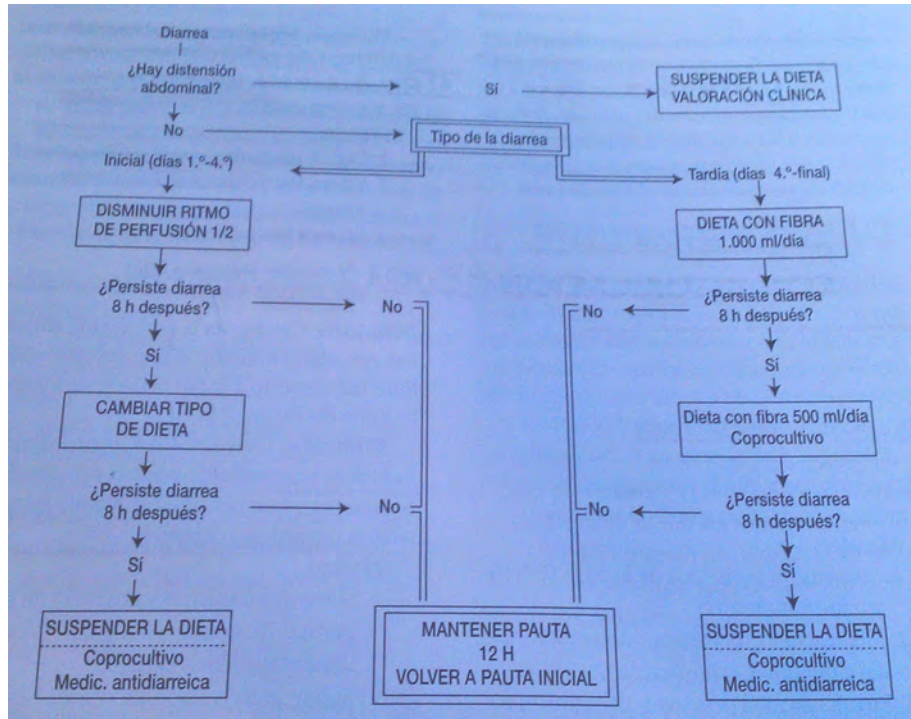 Diarrea
¿Hay distensión
abdominal?
Sí
SUSPENDER LA DIETA
VALORACIÓN CLÍNICA
No
Tipo de la diarrea
Inicial (días 1.º-4.º)
Tardía (días 4.º-final)
DISMINUIR RITMO
DE PERFUSIÓN 1/2
DIETA CON FIBRA
1.000 ml/día
¿Persiste diarrea
8 h después?
No
No
¿Persiste diarrea
8 h después?
Sí
Sí
CAMBIAR TIPO
DE DIETA
Dieta con fibra 500 ml/día
Coprocultivo
¿Persiste diarrea
8 h después?
No
No
¿Persiste diarrea
8 h después?
Sí
Sí
SUSPENDER LA DIETA
Coprocultivo
Medic. antidiarreica
MANTENER PAUTA
12 H
VOLVER A PAUTA INICIAL
SUSPENDER LA DIETA
Coprocultivo
Medic. antidiarreica